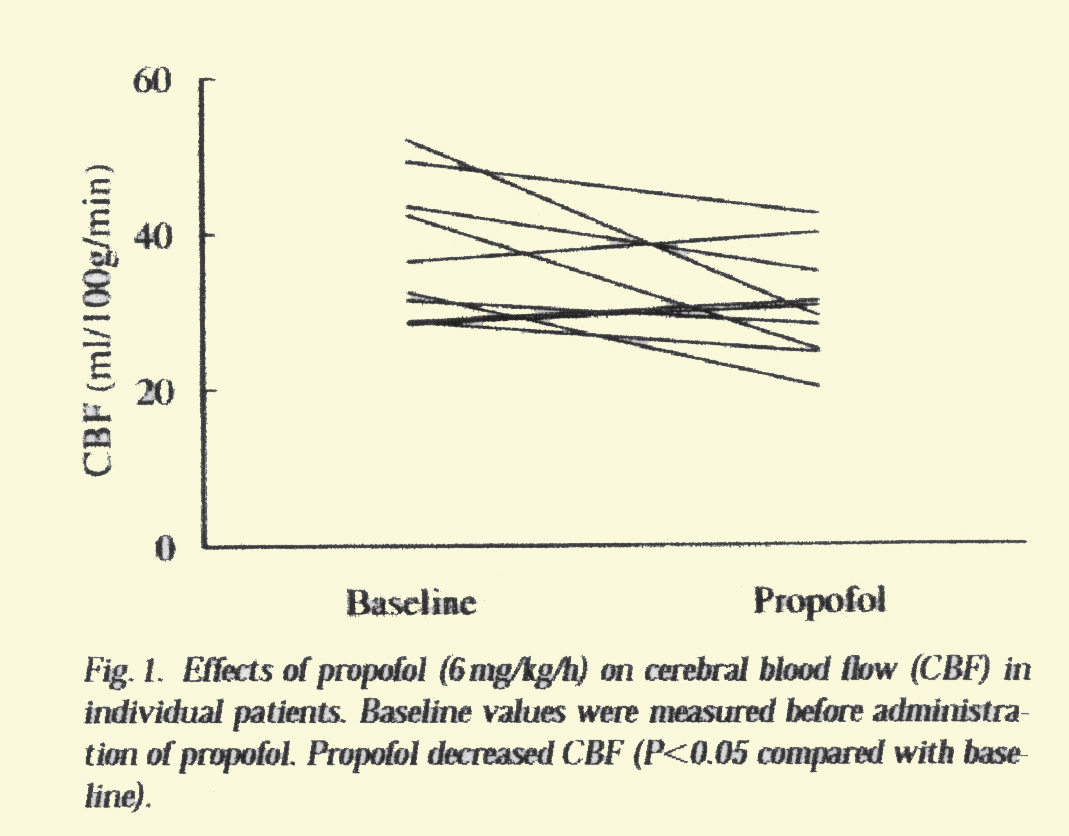 60
40
20
0
CBF (ml/100g/min)
Baseline Propofol
Fig. 1. Effects of propofol (6 mg/kg/h) on cerebral blood flow (CBF) in
individual patients. Baseline values were measured before administra-
tion of propofol. Propofol decreased CBF (P<0.05 compared with base-
line).